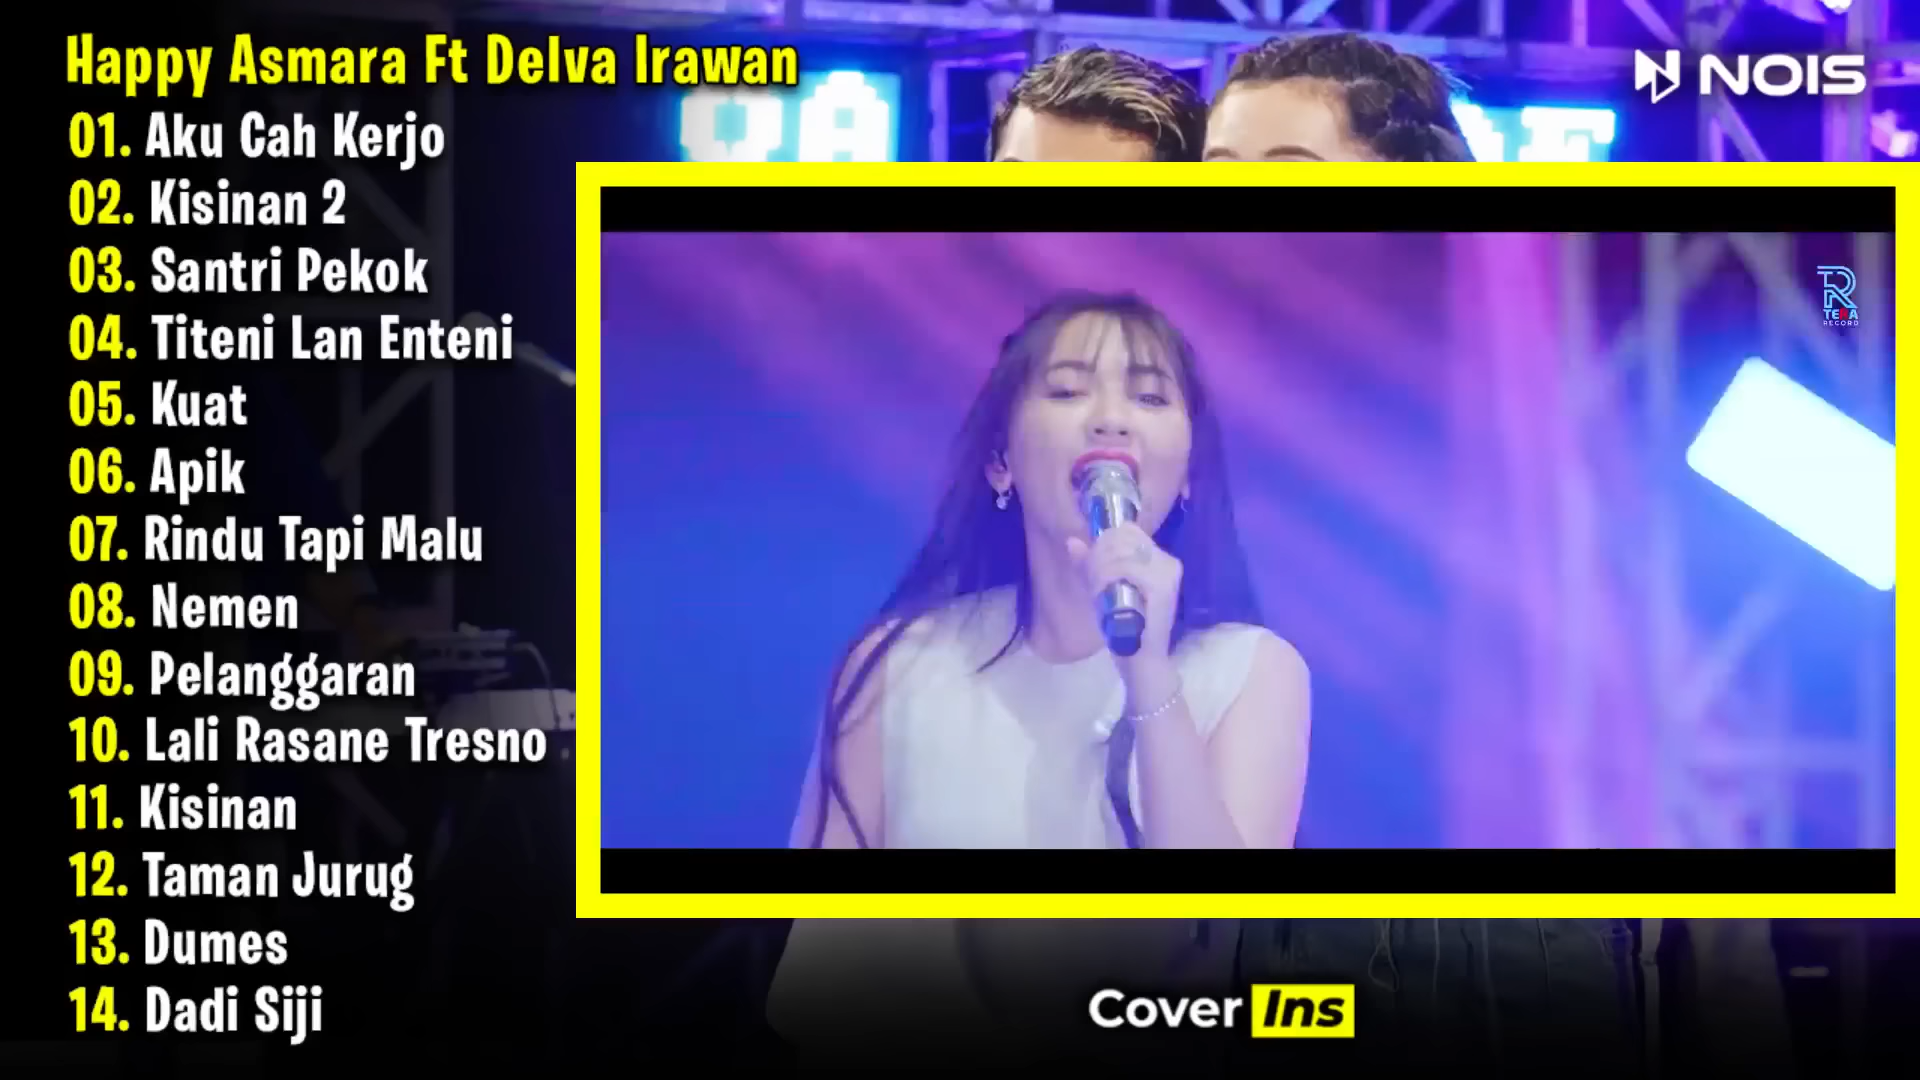 Happy Asmara Ft Delva Irawan
01. Aku Cah Kerjo
02. Kisinan 2
03. Santri Pekok
04. Titeni Lan Enteni
05. Kuat
06. Apik
07. Rindu Tapi Malu
08. Nemen
09. Pelanggaran
10. Lali Rasane Tresno
11. Kisinan
12. Taman Jurug
13. Dumes
14. Dadi Siji
NOIS
TEHA
RECORD
Cover Ins